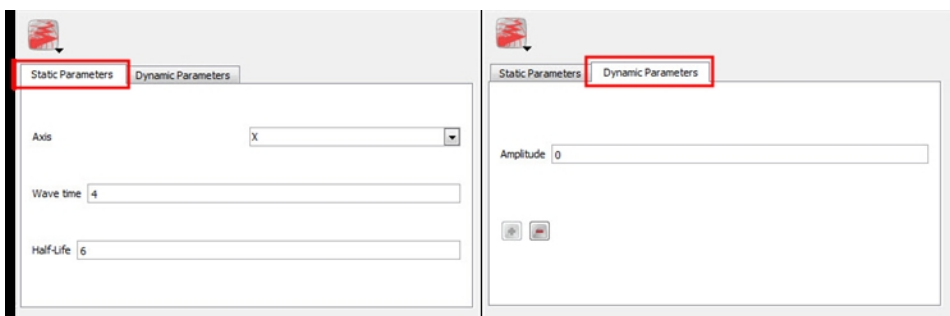 Static Parameters
Dynamic Parameters
Axis
X
Wave time
4
Half-Life
6
Static Parameters
Dynamic Parameters
Amplitude
0